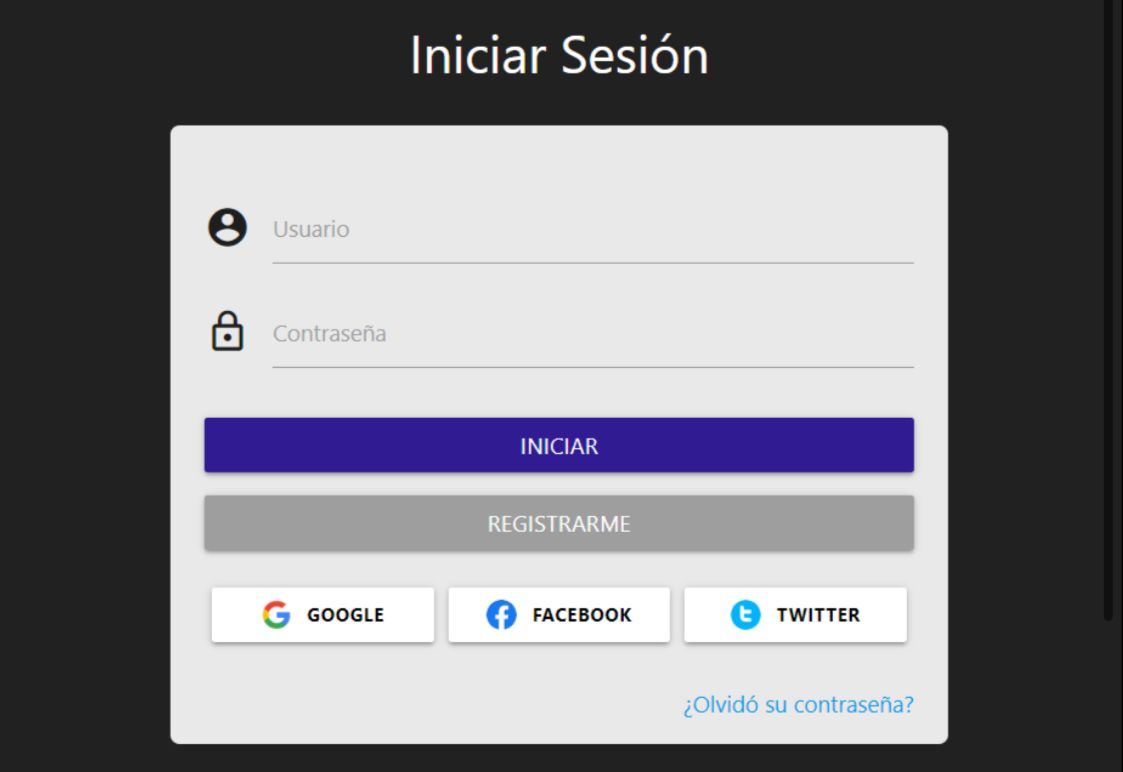 Iniciar Sesión
Usuario
Contraseña
INICIAR
REGISTRARME
GOOGLE FACEBOOK TWITTER
¿Olvidó su contraseña?